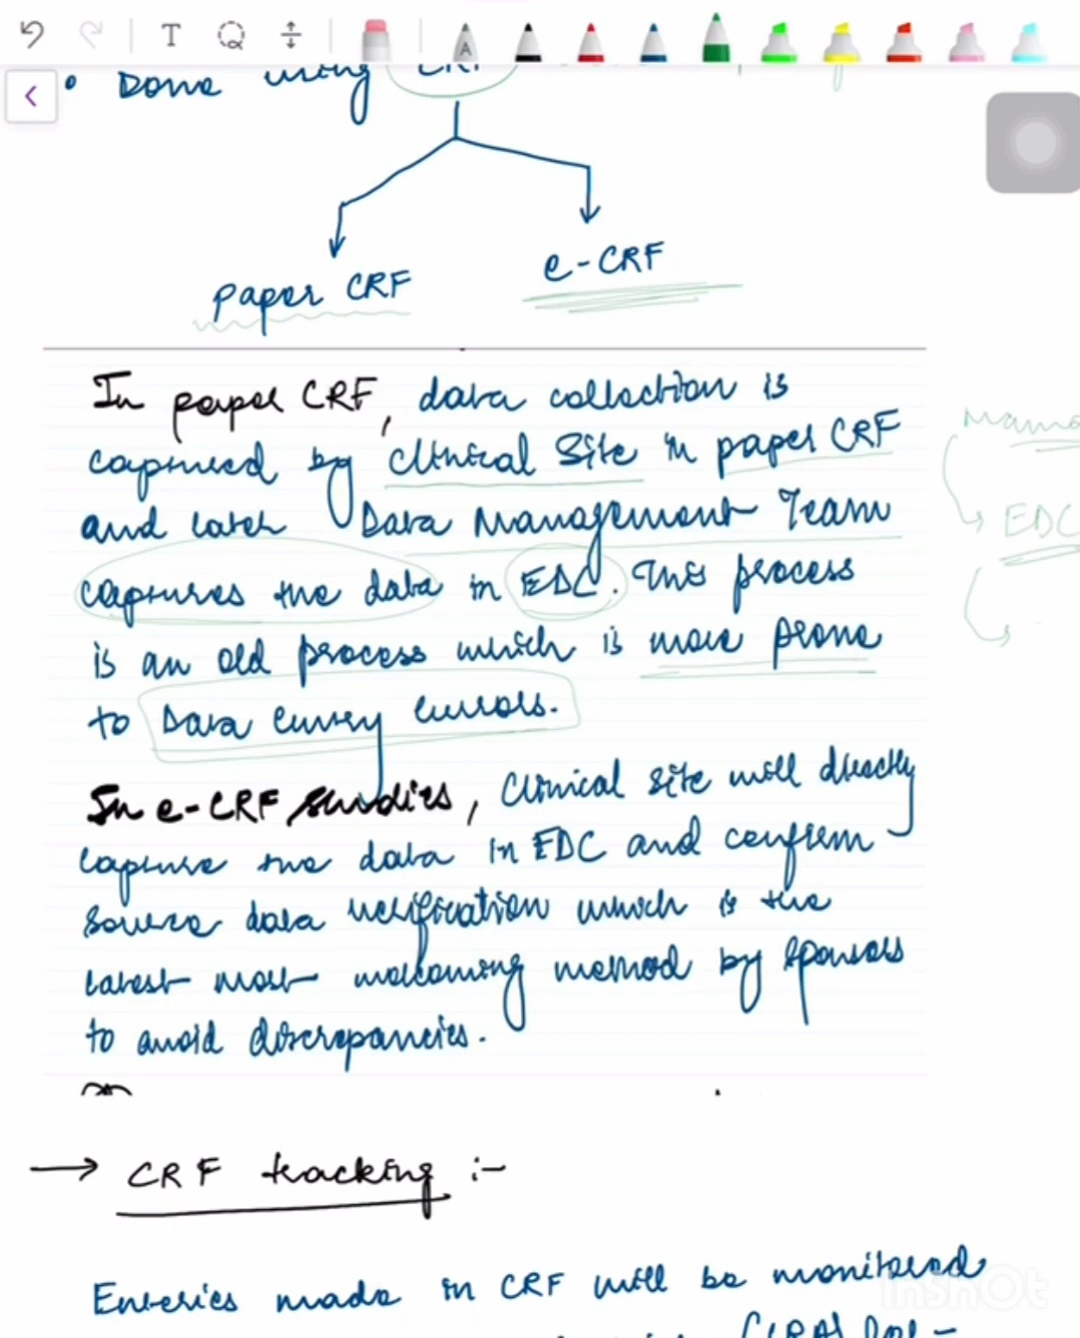 • Done using CRF
Paper CRF
e-CRF
In paper CRF, data collection is
captured by Clinical Site in paper CRF
and later Data Management Team
captures the data in EDC. This process
is an old process which is more prone
to Data Entry Errors.
In e-CRF studies, Clinical site will directly
capture the data in EDC and confirm
source data verification which is the
latest most welcoming method by sponsors
to avoid discrepancies.
EDC
→ CRF tracking :-
Enteries made in CRF will be monitored
InShOt